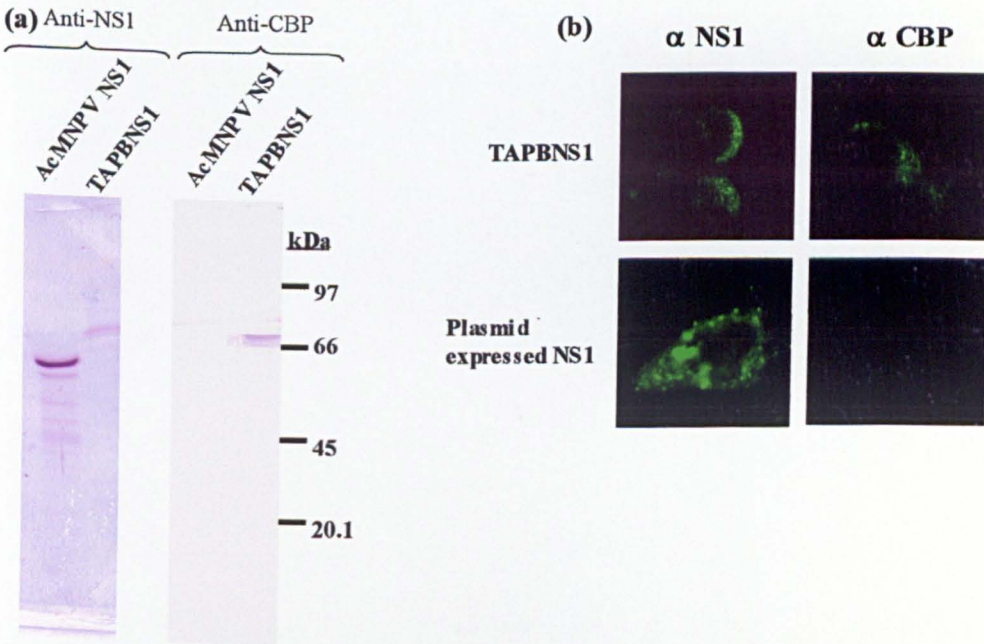 (a) Anti-NS1
Anti-CBP
AcMNPV NS1
TAPBNS1
AcMNPV NS1
TAPBNS1
kDa
97
66
45
20.1
(b)
α NS1
α CBP
TAPBNS1
Plasmid
expressed NS1